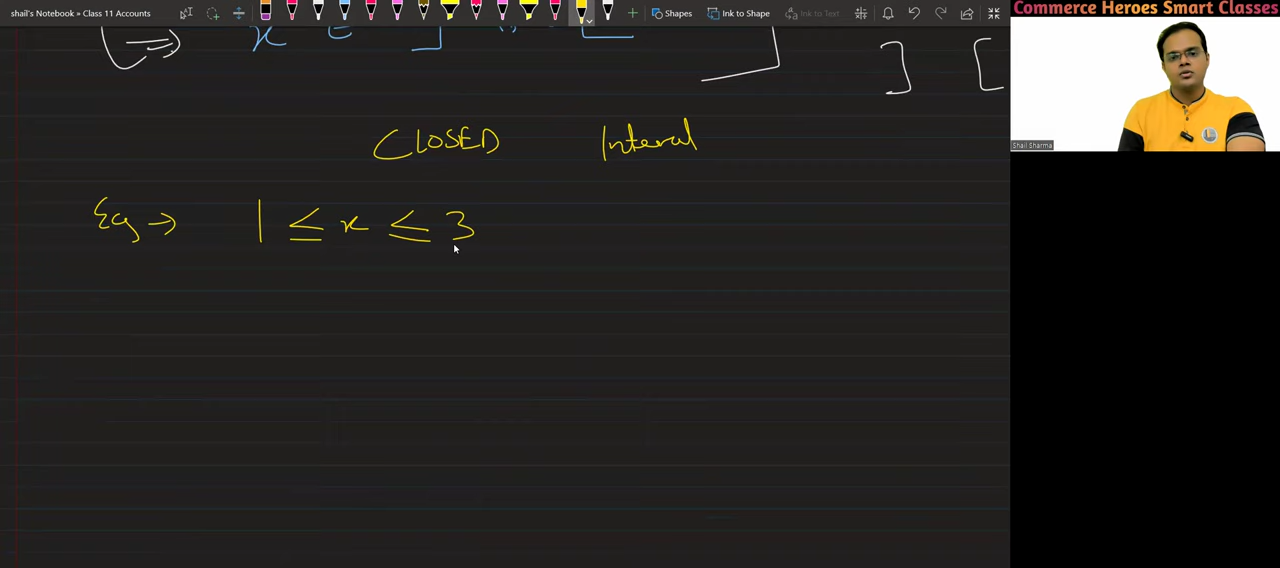 shail's Notebook » Class 11 Accounts
Shapes Ink to Shape Ink to Text
Commerce Heroes Smart Classes
Shail Sharma
x ∈
] [
CLOSED Interval
Eg → 1 ≤ x ≤ 3